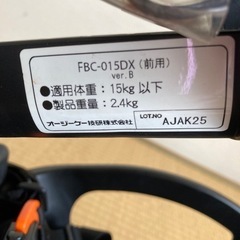 FBC-015DX（前用）
ver.B
●適用体重：15kg 以下
●製品重量：2.4kg
オージーケー技研株式会社
LOT.NO
AJAK25